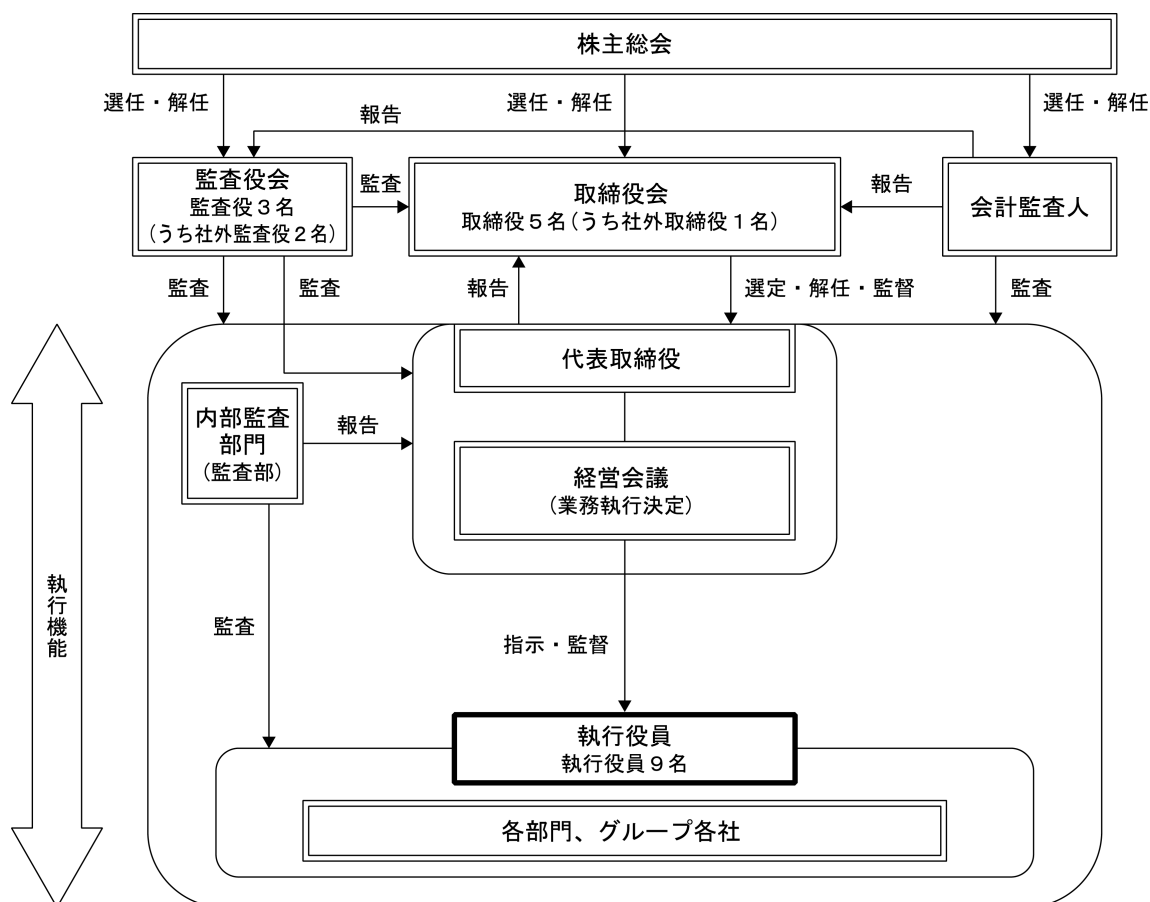 株主総会
選任・解任
選任・解任
選任・解任
報告
監査役会
監査役3名
(うち社外監査役2名)
監査
取締役会
取締役5名(うち社外取締役1名)
報告
会計監査人
監査
監査
報告
選定・解任・監督
監査
代表取締役
内部監査
部門
(監査部)
報告
経営会議
(業務執行決定)
執行機能
監査
指示・監督
執行役員
執行役員9名
各部門、グループ各社